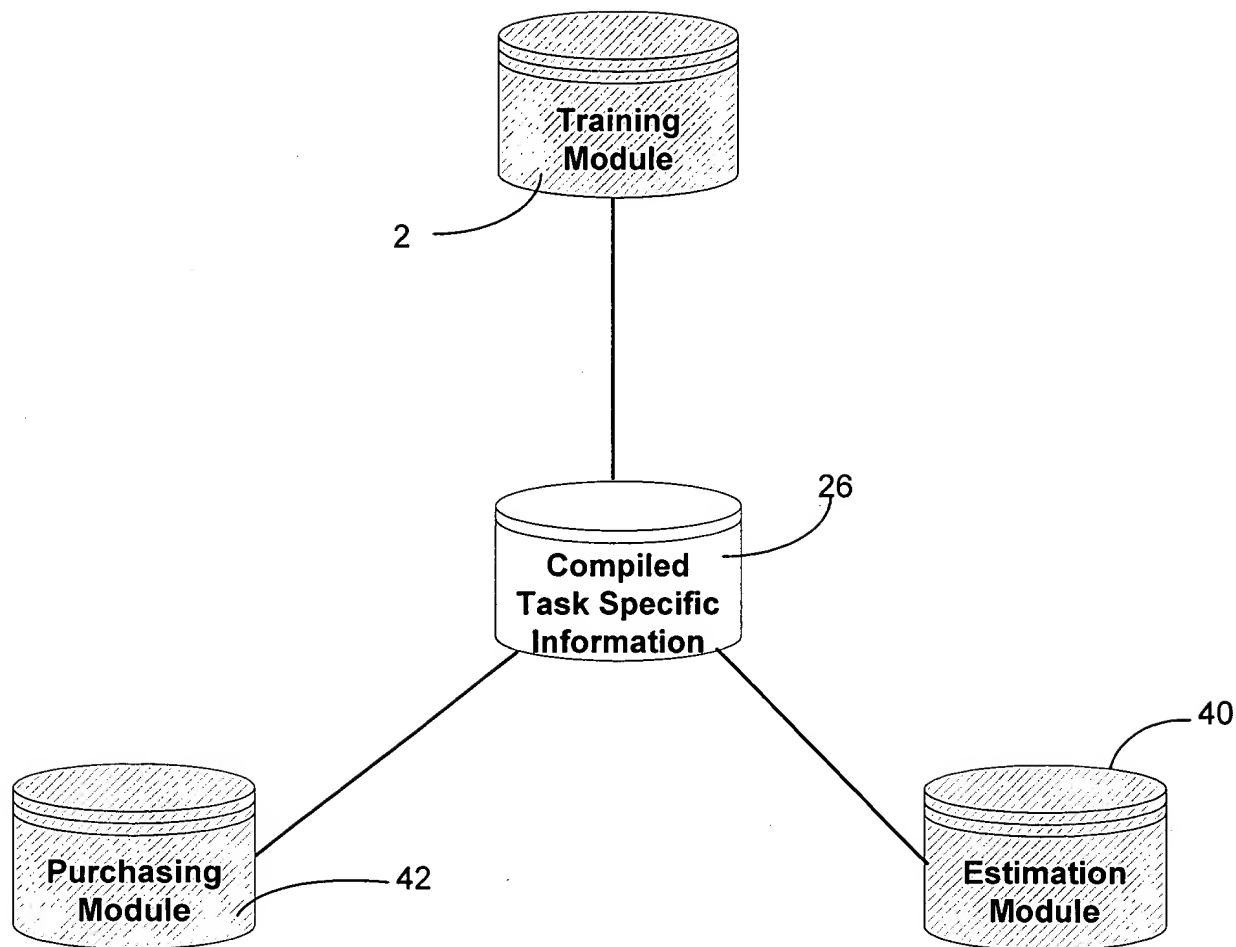 Training
Module
2
26
Compiled
Task Specific
Information
40
Purchasing
Module
42
Estimation
Module